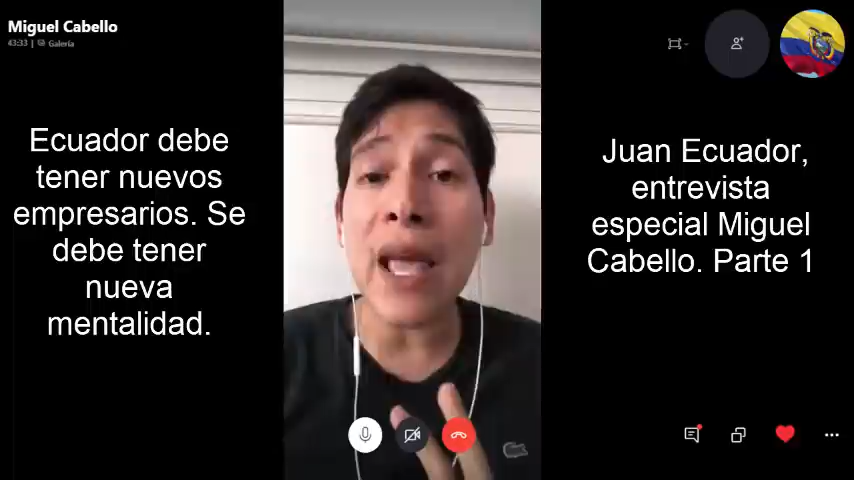 Miguel Cabello
43:33 | Galería
Ecuador debe
tener nuevos
empresarios. Se
debe tener
nueva
mentalidad.
Juan Ecuador,
entrevista
especial Miguel
Cabello. Parte 1